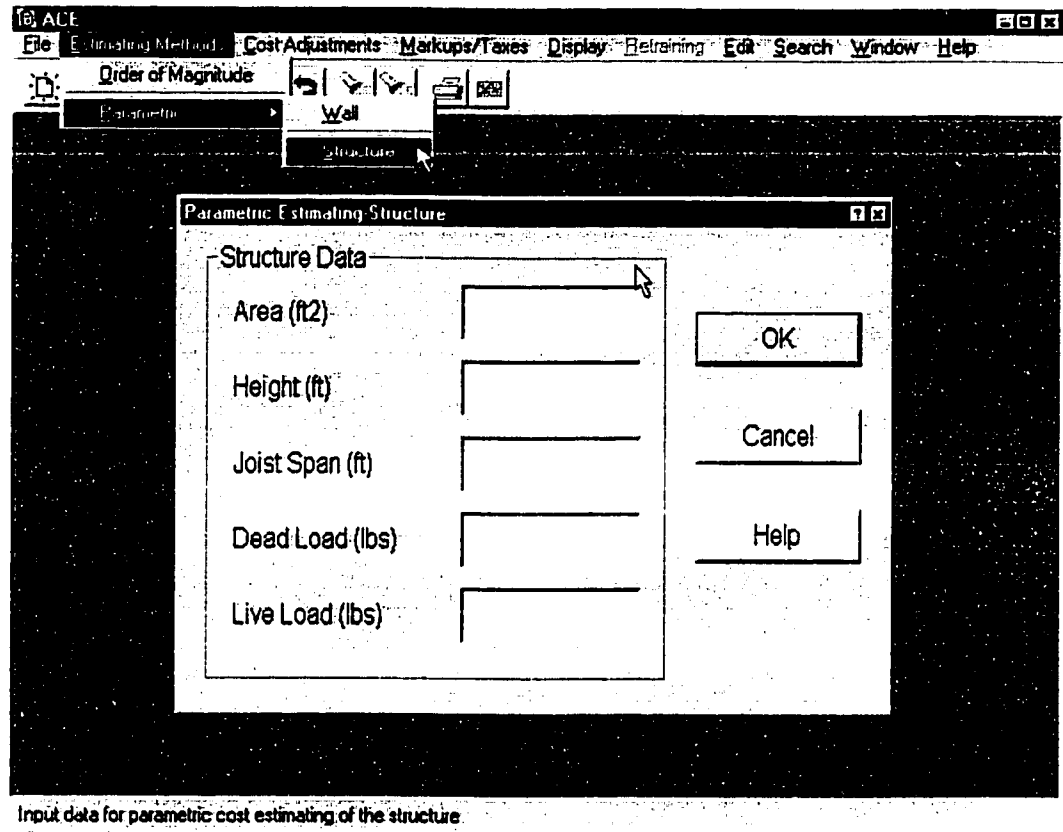 ACE
File Estimating Method Cost Adjustments Markups/Taxes Display Retraining Edit Search Window Help
Order of Magnitude
Parametric
Wall
Structure
Parametric Estimating-Structure
Structure Data
Area (ft2)
Height (ft)
Joist Span (ft)
Dead Load (lbs)
Live Load (lbs)
OK
Cancel
Help
Input data for parametric cost estimating of the structure